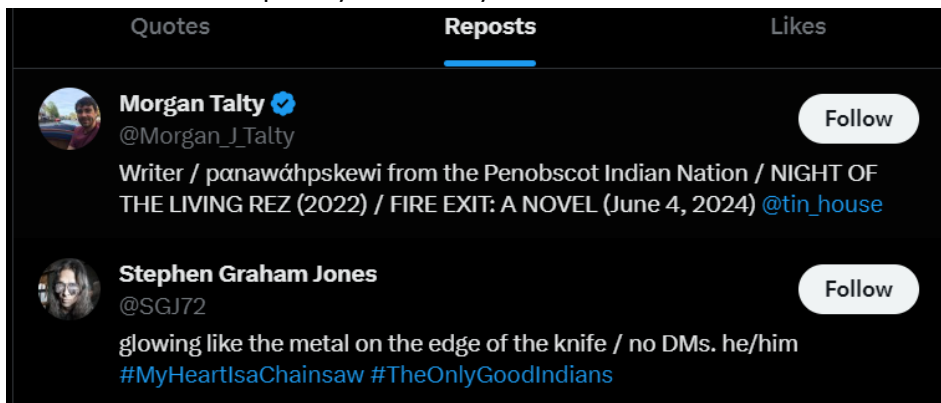 Quotes Reposts Likes
Morgan Talty
@Morgan_J_Talty
Follow
Writer / pαnawάhpskewi from the Penobscot Indian Nation / NIGHT OF
THE LIVING REZ (2022) / FIRE EXIT: A NOVEL (June 4, 2024) @tin_house
Stephen Graham Jones
@SGJ72
Follow
glowing like the metal on the edge of the knife / no DMs. he/him
#MyHeartIsaChainsaw #TheOnlyGoodIndians